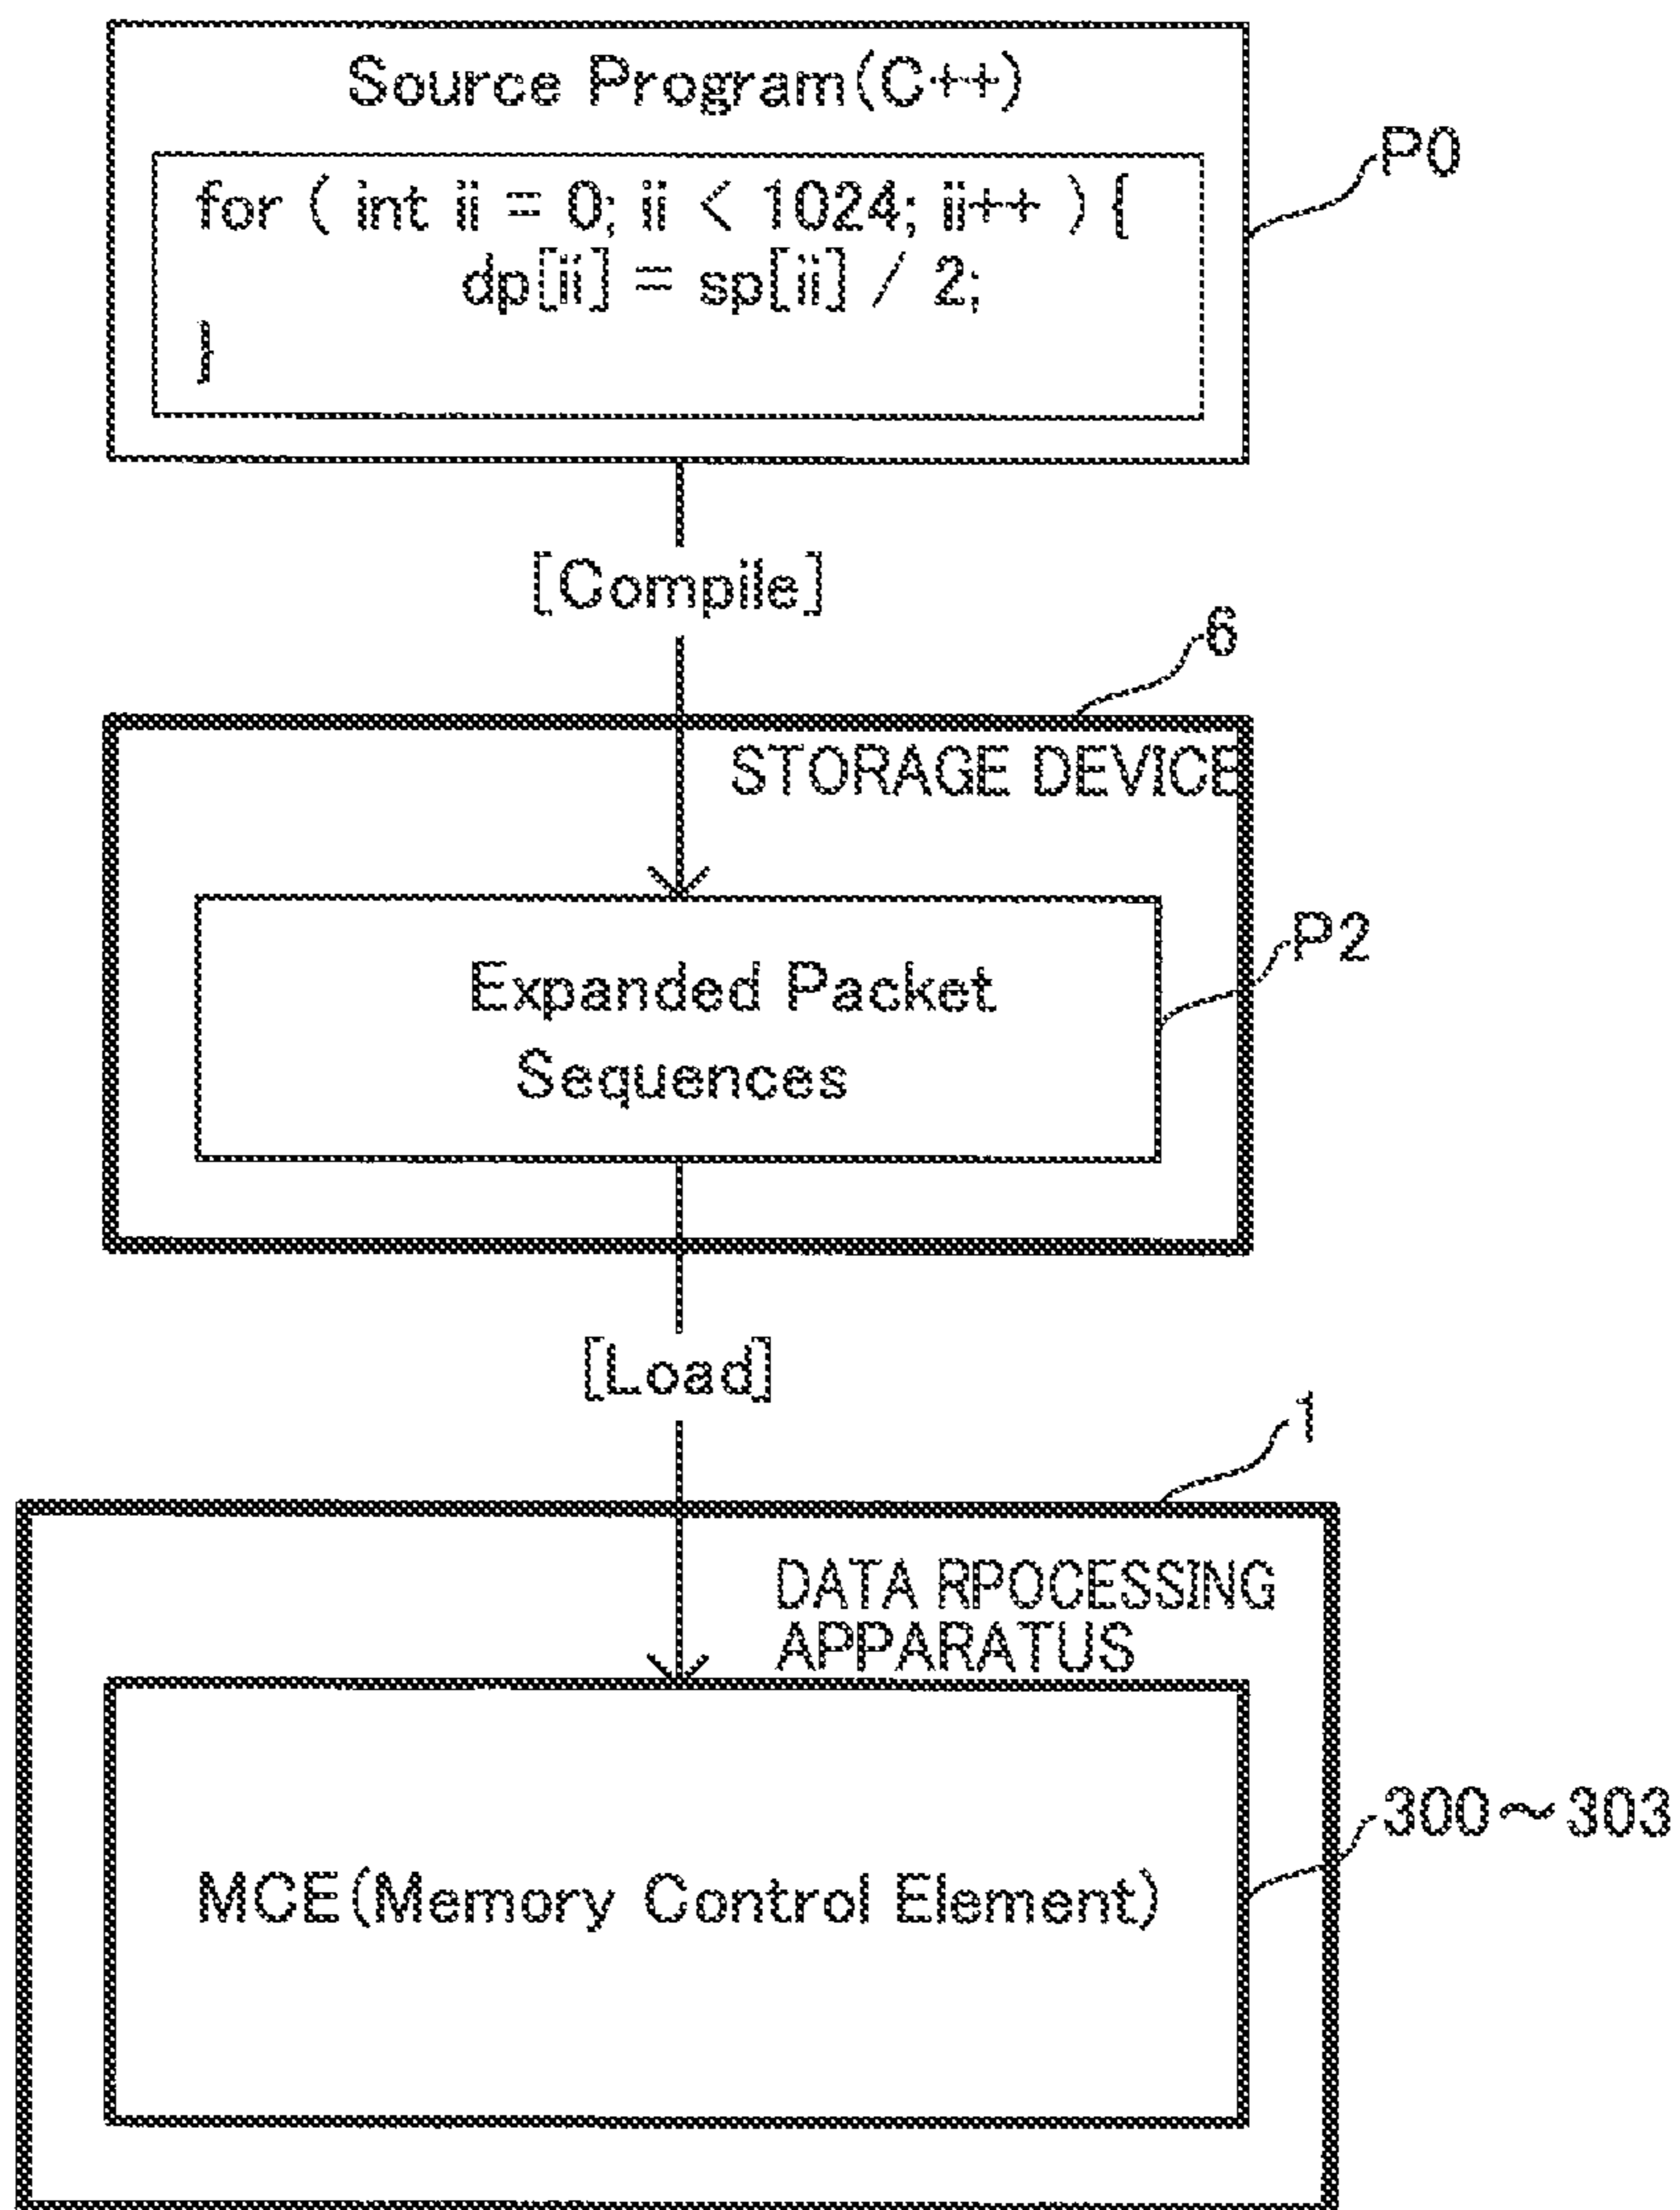 Source Program(C++)
P0
for ( int ii = 0; ii < 1024; ii++ ) {
dp[ii] = sp[ii] / 2;
}
[Compile]
6
STORAGE DEVICE
P2
Expanded Packet
Sequences
[Load]
1
DATA RPOCESSING
APPARATUS
300～303
MCE(Memory Control Element)